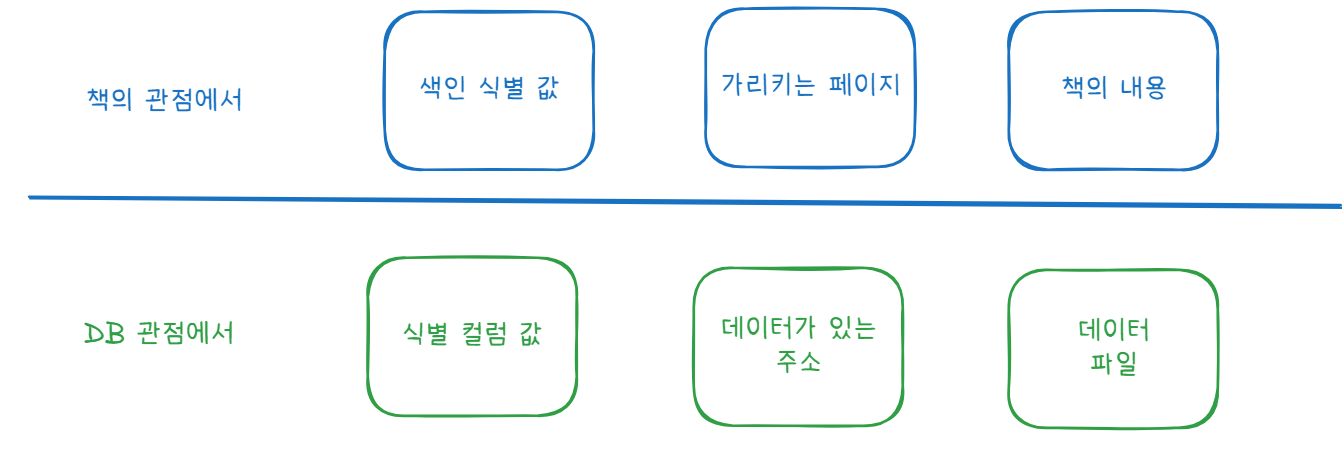 책의 관점에서
색인 식별 값
가리키는 페이지
책의 내용
DB 관점에서
식별 컬럼 값
데이터가 있는
주소
데이터
파일